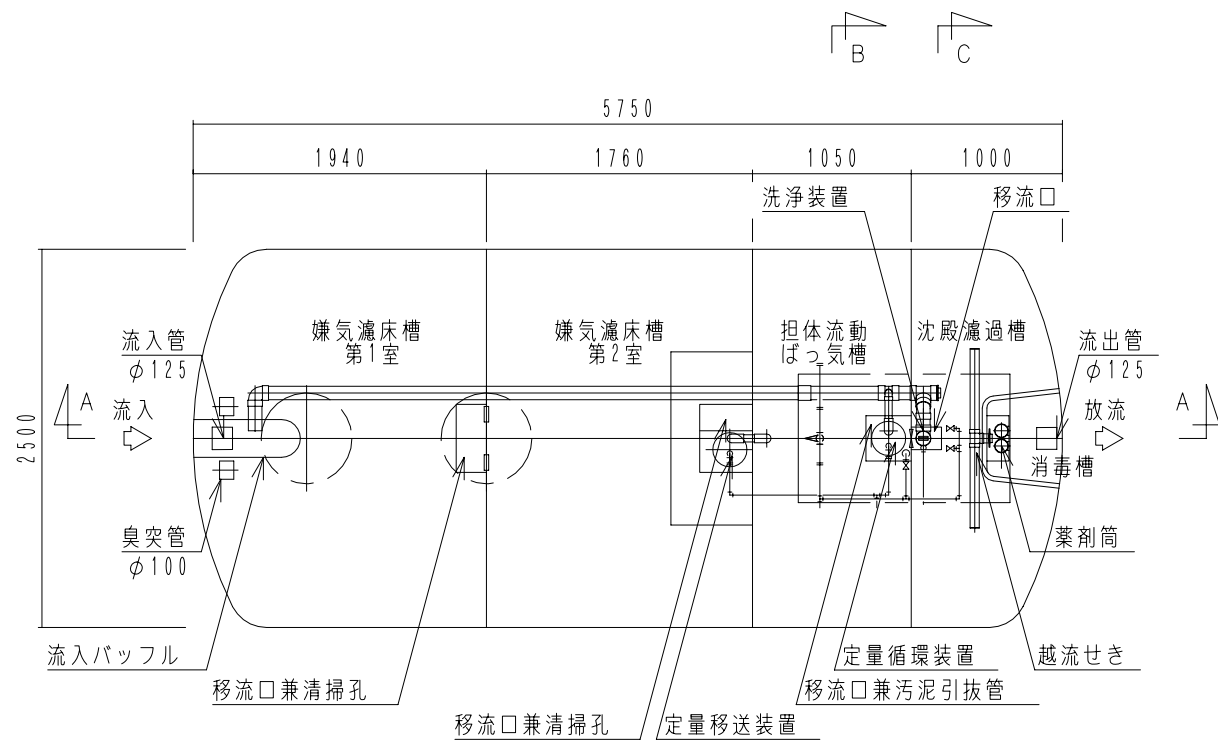 B
C
5750
1940
1760
1050
1000
洗浄装置
移流口
嫌気濾床槽
第1室
嫌気濾床槽
第2室
担体流動
ばっ気槽
沈殿濾過槽
流入管
φ125
流出管
φ125
A
流入
放流
A
2500
消毒槽
臭突管
φ100
薬剤筒
流入バッフル
定量循環装置
越流せき
移流口兼清掃孔
移流口兼汚泥引抜管
移流口兼清掃孔
定量移送装置